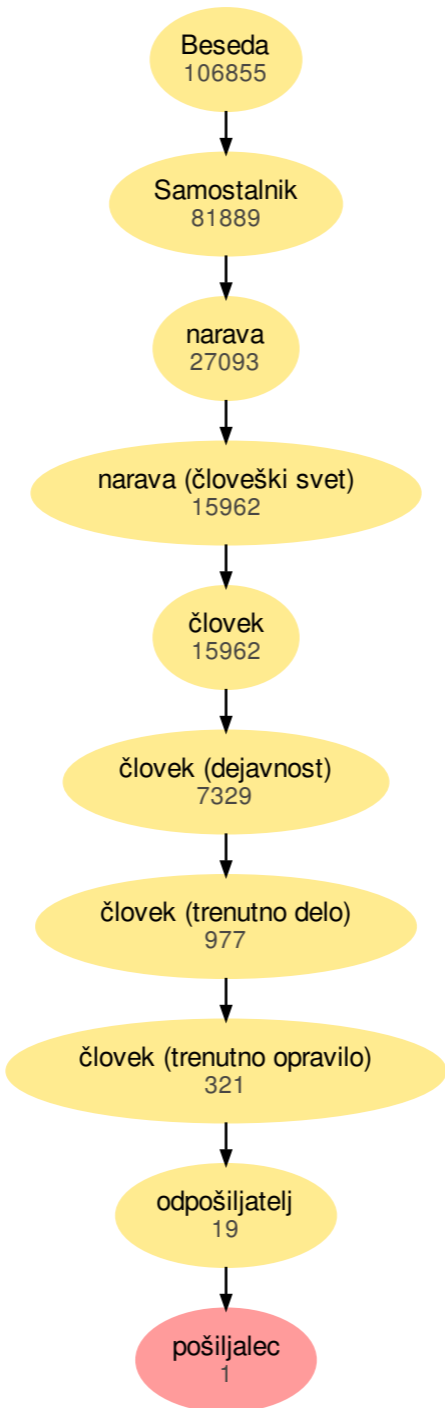 Beseda
106855
Samostalnik
81889
narava
27093
narava (človeški svet)
15962
človek
15962
človek (dejavnost)
7329
človek (trenutno delo)
977
človek (trenutno opravilo)
321
odpošiljatelj
19
pošiljalec
1